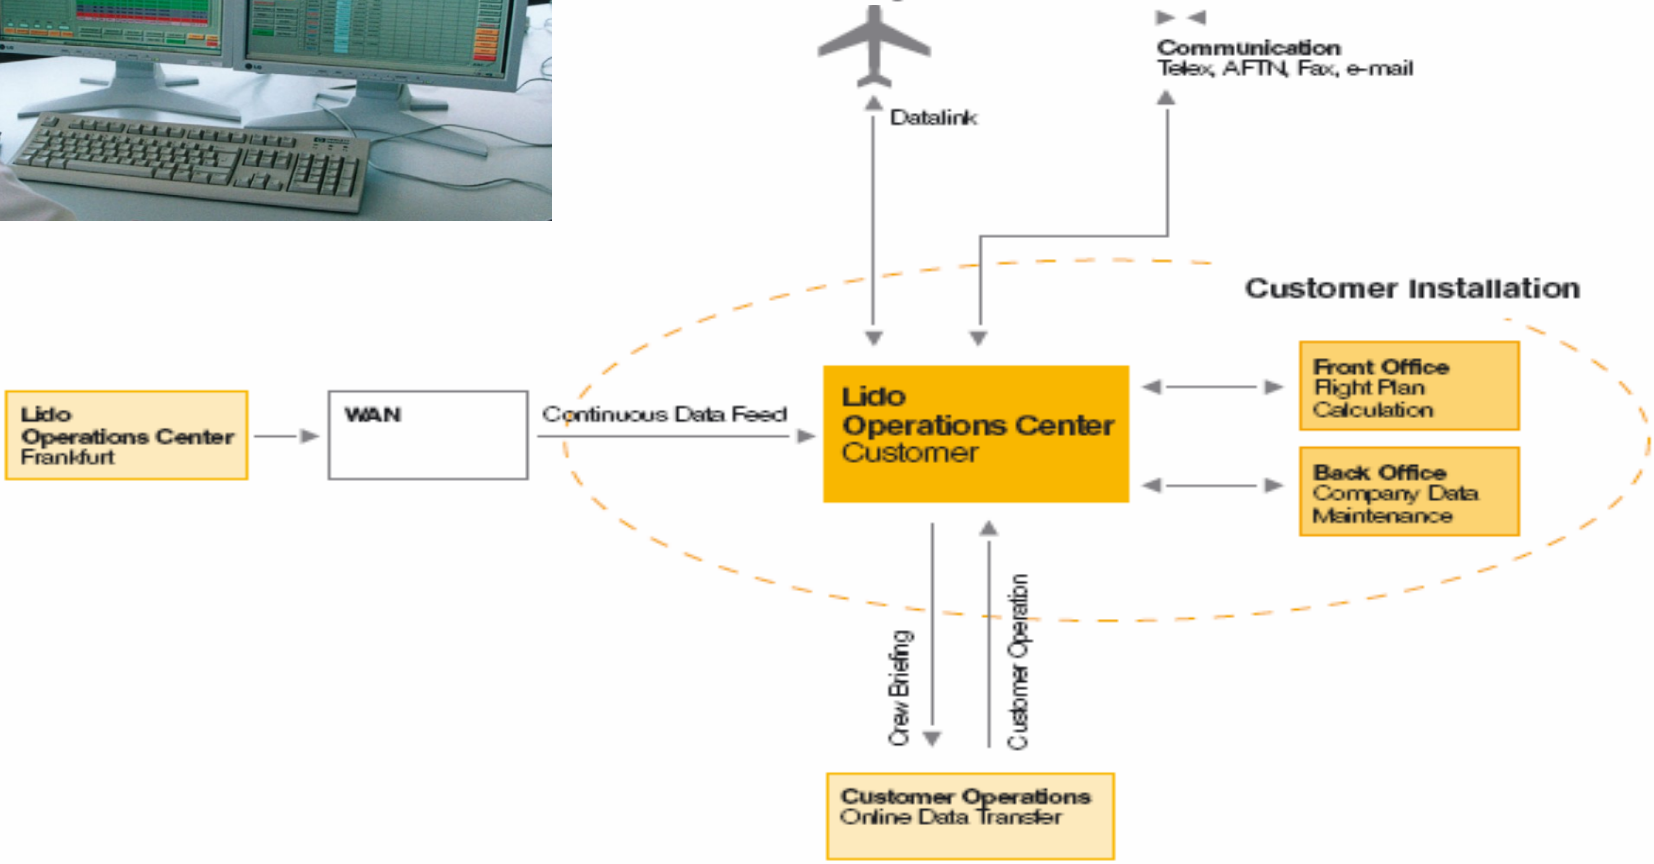 Communication
Telex, AFTN, Fax, e-mail
Datalink
Customer Installation
Lido
Operations Center
Frankfurt
WAN
Continuous Data Feed
Lido
Operations Center
Customer
Front Office
Flight Plan
Calculation
Back Office
Company Data
Maintenance
Crew Briefing
Customer Operation
Customer Operations
Online Data Transfer